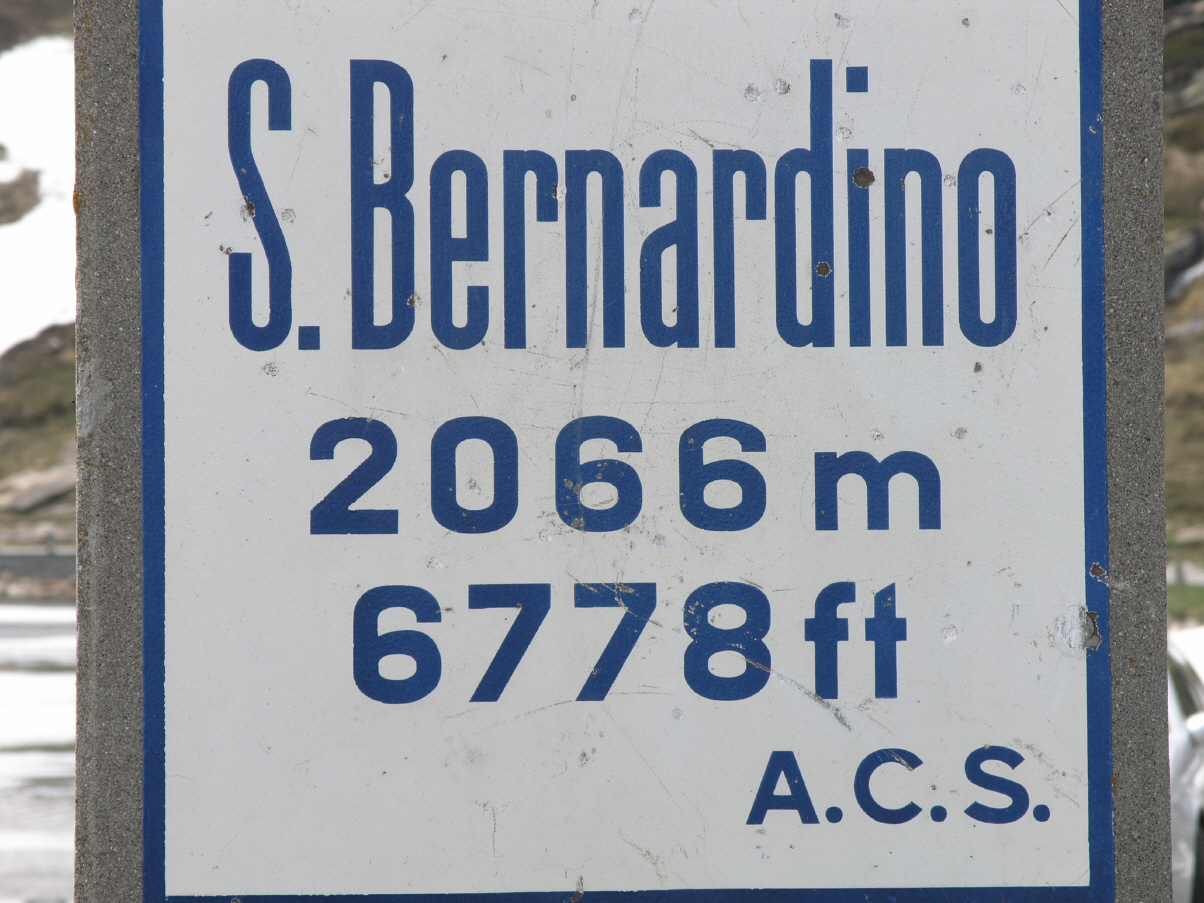 S. Bernardino
2066 m
6778 ft
A.C.S.